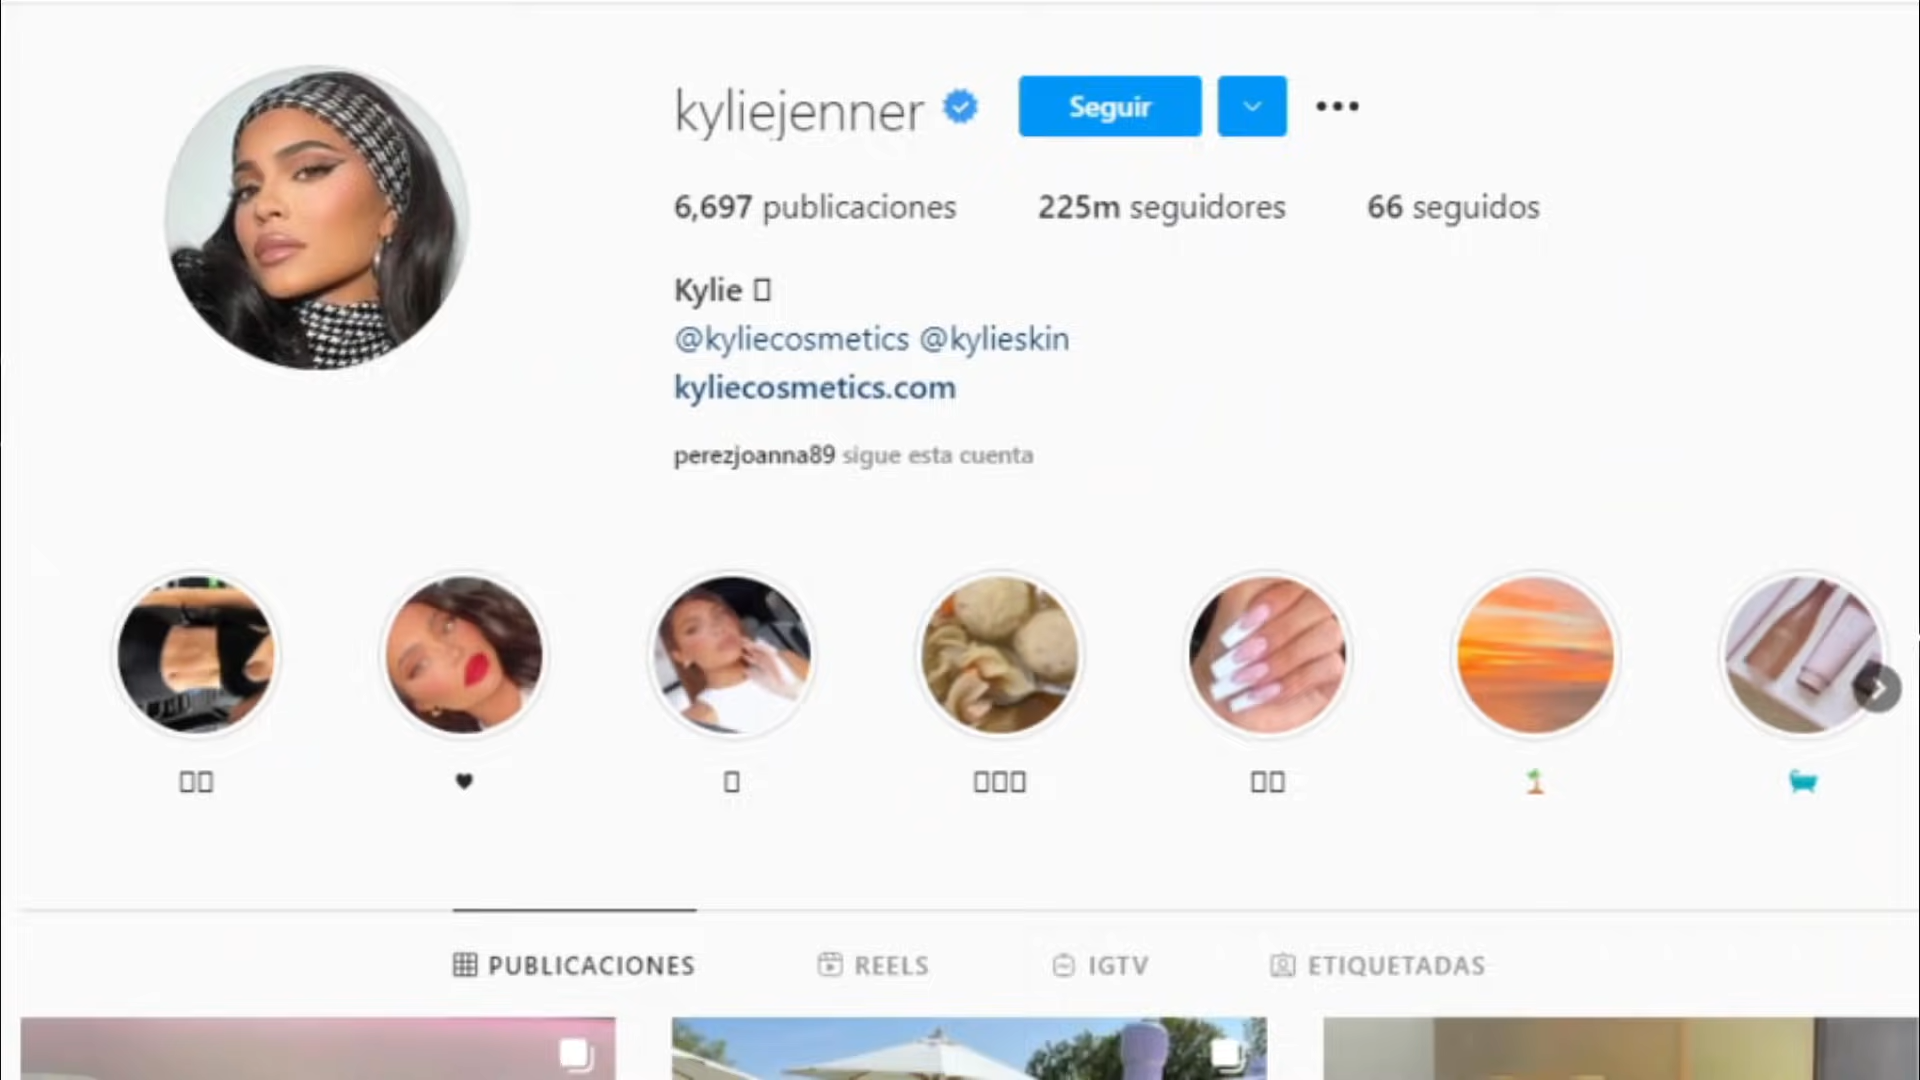 kyliejenner Seguir
6,697 publicaciones 225m seguidores 66 seguidos
Kylie
@kyliecosmetics @kylieskin
kyliecosmetics.com
perezjoanna89 sigue esta cuenta
PUBLICACIONES REELS IGTV ETIQUETADAS